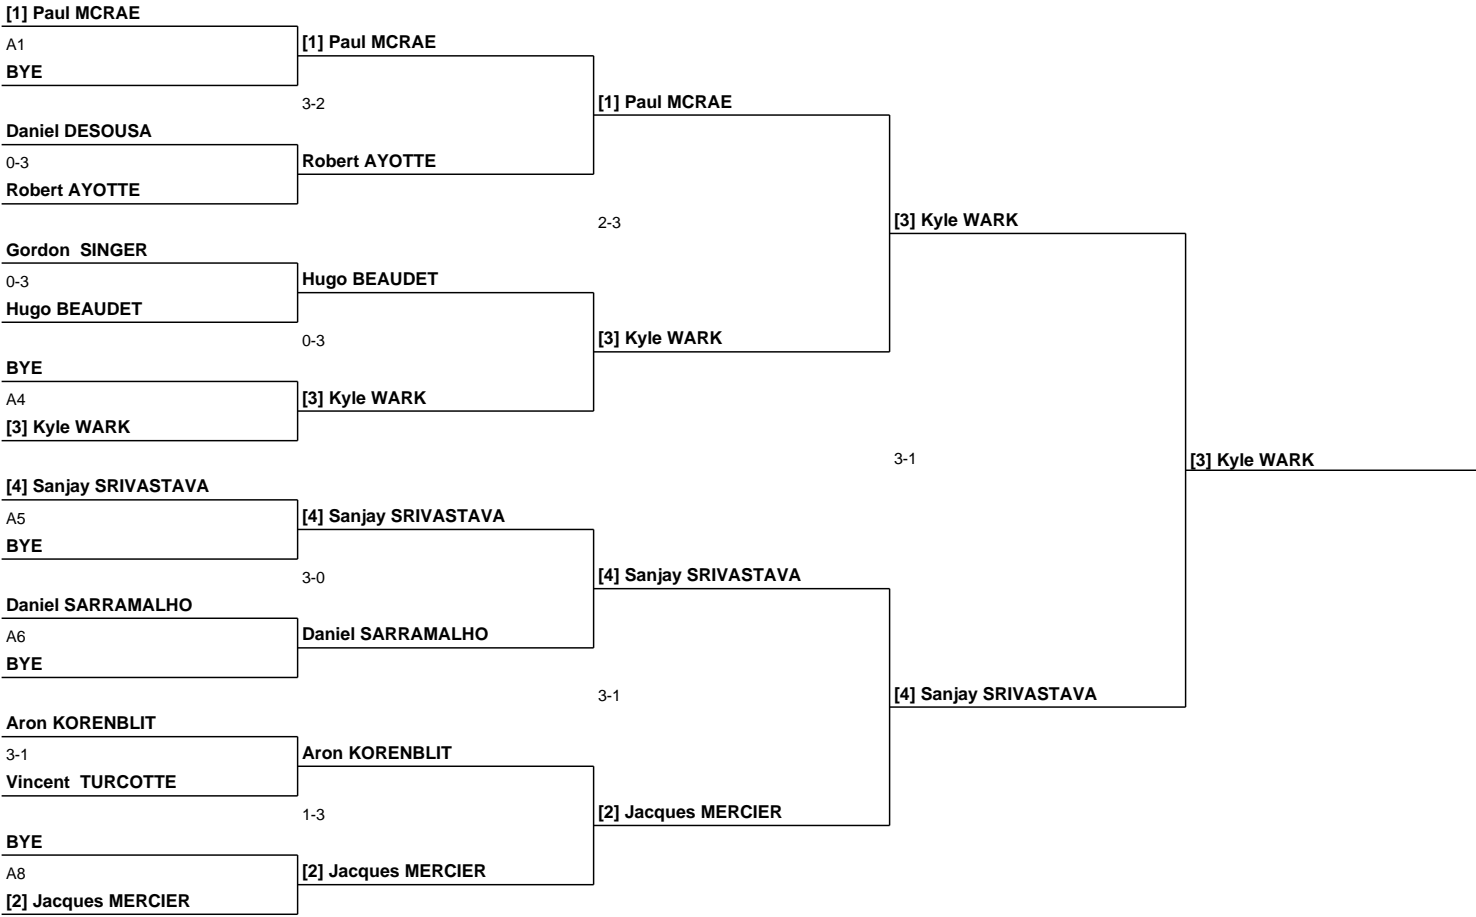 [1] Paul MCRAE
A1
BYE
Daniel DESOUSA
0-3
Robert AYOTTE
Gordon  SINGER
0-3
Hugo BEAUDET
BYE
A4
[3] Kyle WARK
[4] Sanjay SRIVASTAVA
A5
BYE
Daniel SARRAMALHO
A6
BYE
Aron KORENBLIT
3-1
Vincent  TURCOTTE
BYE
A8
[2] Jacques MERCIER
[1] Paul MCRAE
3-2
Robert AYOTTE
Hugo BEAUDET
0-3
[3] Kyle WARK
[4] Sanjay SRIVASTAVA
3-0
Daniel SARRAMALHO
Aron KORENBLIT
1-3
[2] Jacques MERCIER
[1] Paul MCRAE
2-3
[3] Kyle WARK
[4] Sanjay SRIVASTAVA
3-1
[2] Jacques MERCIER
[3] Kyle WARK
3-1
[4] Sanjay SRIVASTAVA
[3] Kyle WARK